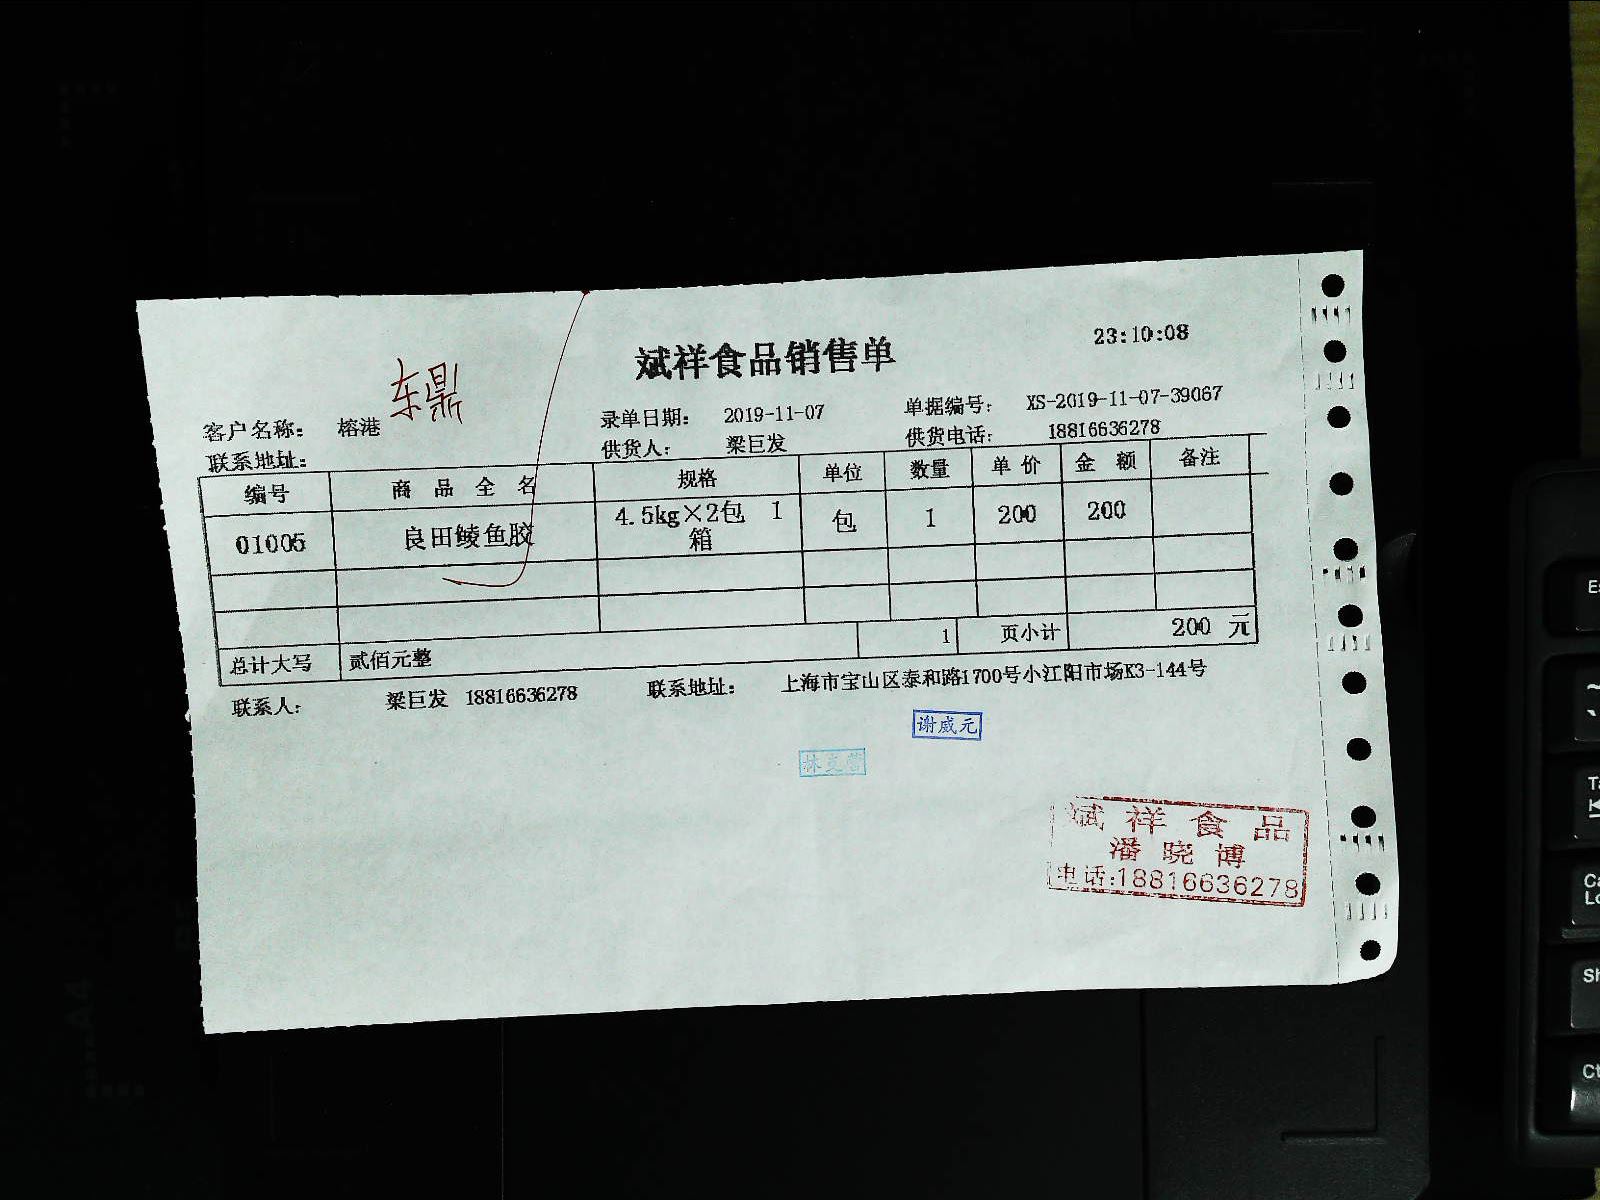 斌祥食品销售单
23:10:08
东鼎
客户名称： 榕港 录单日期： 2019-11-07 单据编号： XS-2019-11-07-39067
联系地址： 供货人： 梁巨发 供货电话： 18816636278
编号 商 品 全 名 规格 单位 数量 单 价 金 额 备注
01005 良田鲮鱼胶 4.5kg×2包 1箱 包 1 200 200
总计大写 贰佰元整 1 页小计 200 元
联系人： 梁巨发 18816636278 联系地址： 上海市宝山区泰和路1700号小江阳市场K3-144号
谢威元
斌祥食品
潘晓博
电话:18816636278
Es
~
Ta
Ca
Lo
Sh
Ct
A4